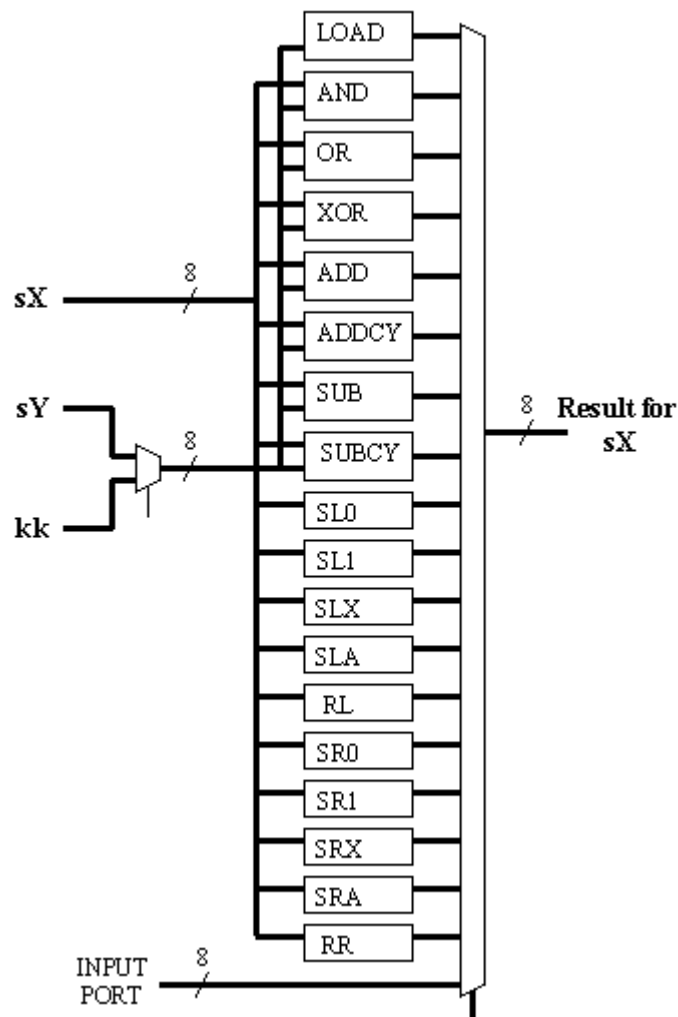 LOAD
AND
OR
XOR
8
sX
ADD
ADDCY
sY
SUB
8
Result for
sX
8
SUBCY
kk
SL0
SL1
SLX
SLA
RL
SR0
SR1
SRX
SRA
RR
8
INPUT
PORT